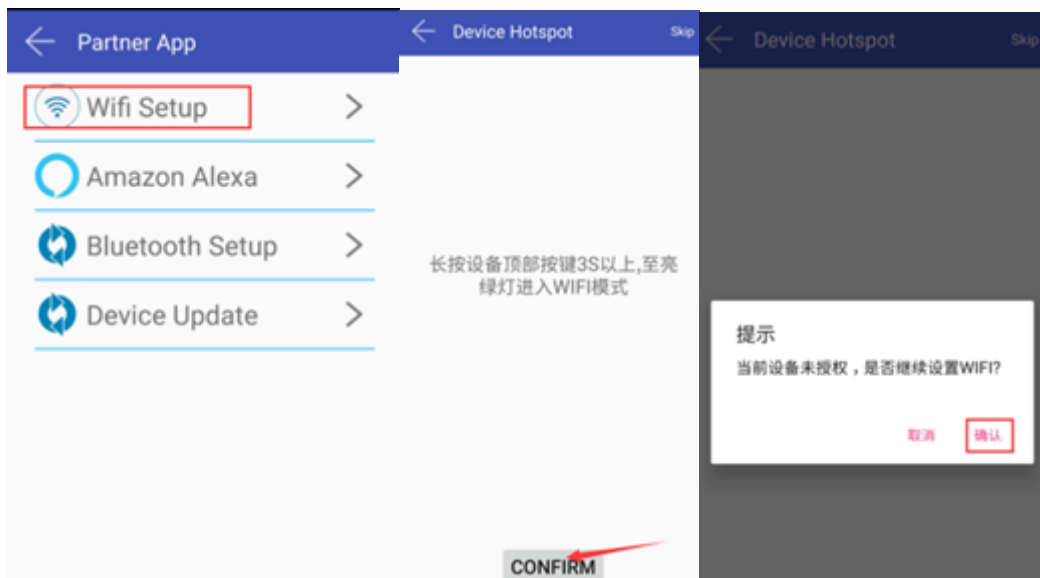 Partner App
Wifi Setup
Amazon Alexa
Bluetooth Setup
Device Update
Device Hotspot
Skip
长按设备顶部按键3S以上,至亮
绿灯进入WIFI模式
CONFIRM
Device Hotspot
Skip
提示
当前设备未授权，是否继续设置WIFI?
取消
确认